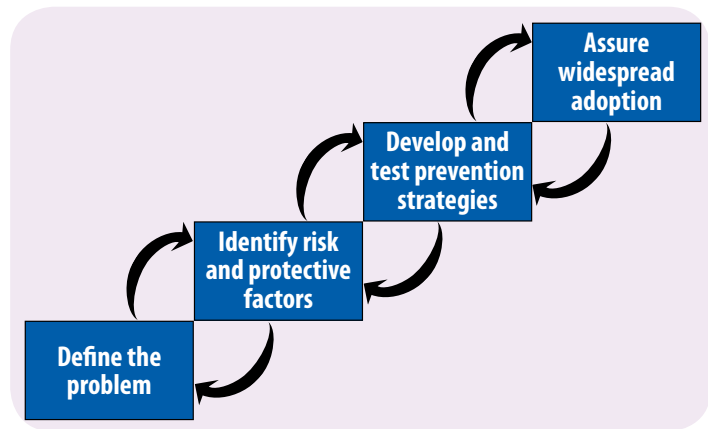 Assure
widespread
adoption
Develop and
test prevention
strategies
Identify risk
and protective
factors
Define the
problem